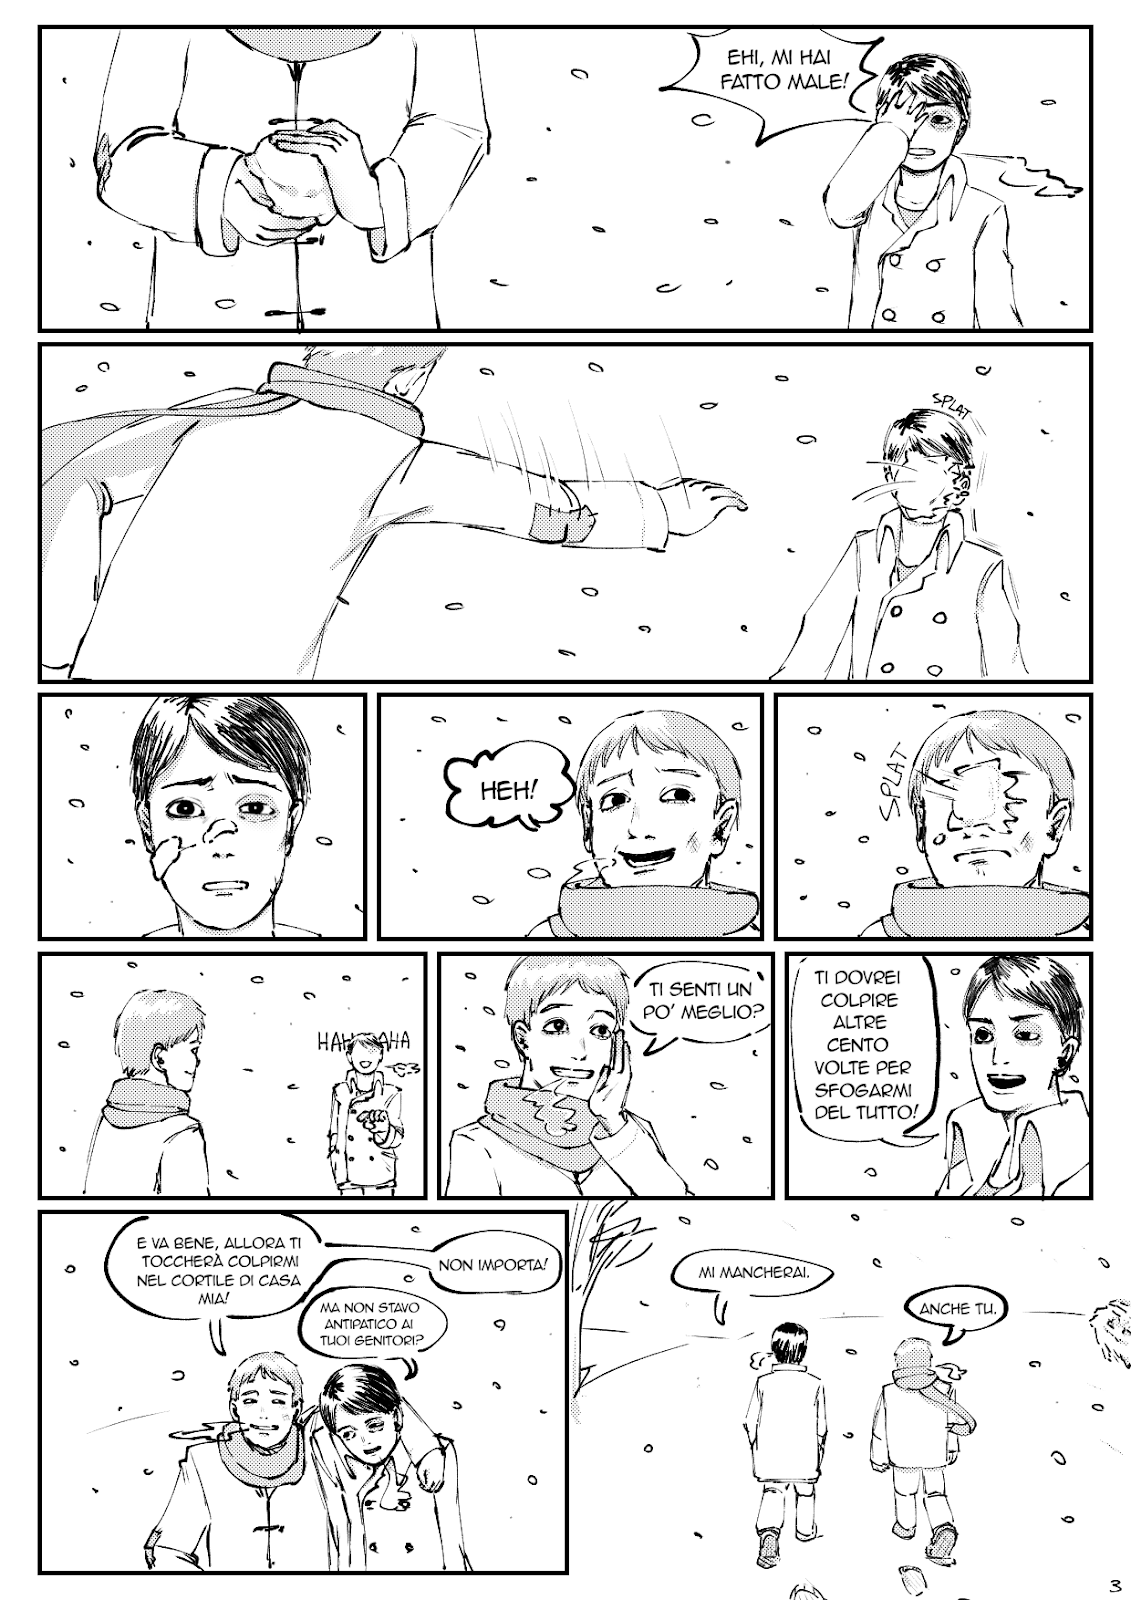 EHI, MI HAI
FATTO MALE!
SPLAT
HEH!
SPLAT
HAHAHAHA
TI SENTI UN
PO' MEGLIO?
TI DOVREI
COLPIRE
ALTRE
CENTO
VOLTE PER
SFOGARMI
DEL TUTTO!
E VA BENE, ALLORA TI
TOCCHERÀ COLPIRMI
NEL CORTILE DI CASA
MIA!
MA NON STAVO
ANTIPATICO AI
TUOI GENITORI?
NON IMPORTA!
MI MANCHERAI.
ANCHE TU.
3